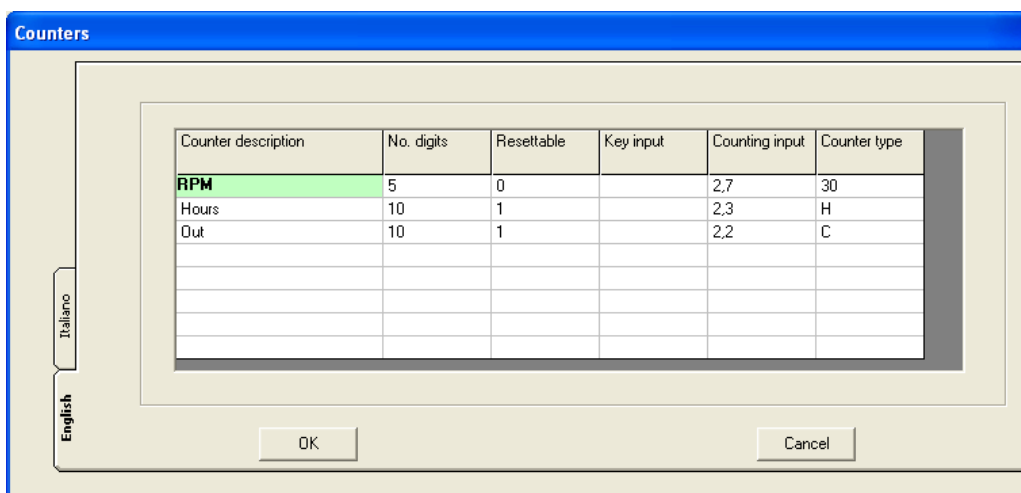 Counters
Counter description No. digits Resettable Key input Counting input Counter type
RPM 5 0 2,7 30
Hours 10 1 2,3 H
Out 10 1 2,2 C
Italiano
English
OK Cancel